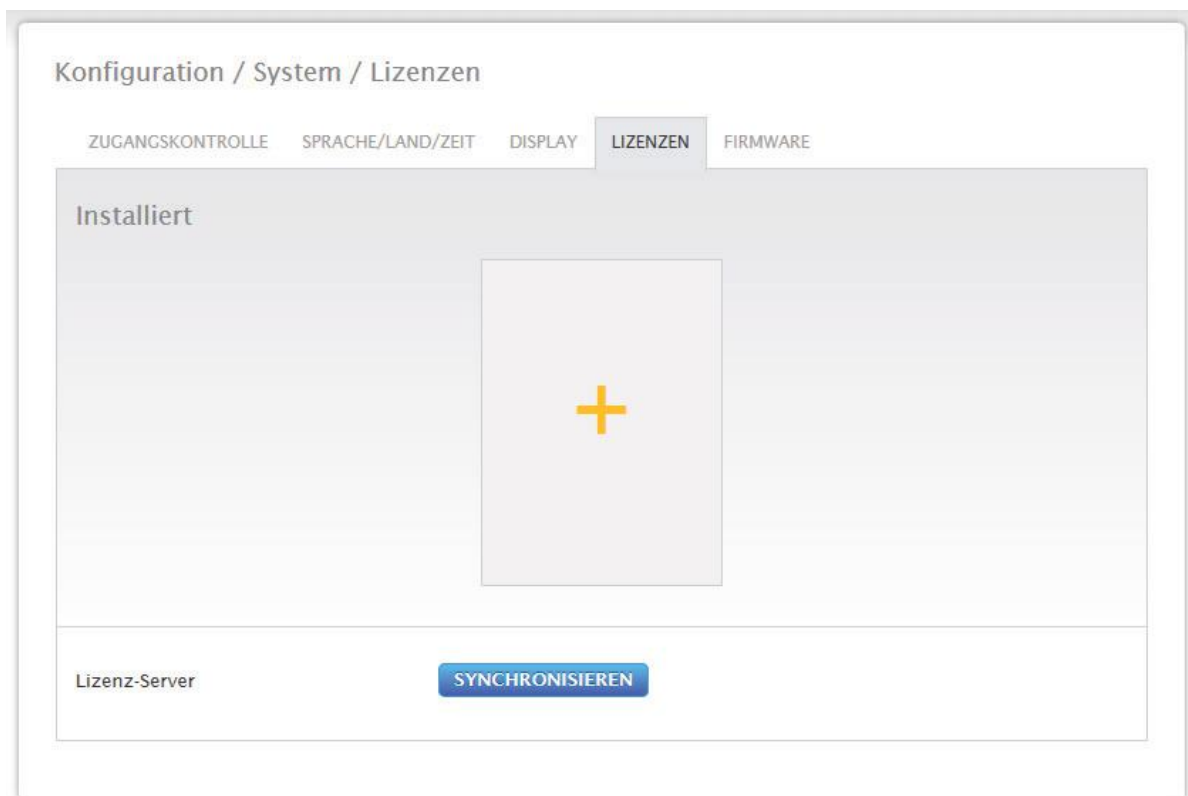 Konfiguration / System / Lizenzen
ZUGANGSKONTROLLE SPRACHE/LAND/ZEIT DISPLAY LIZENZEN FIRMWARE
Installiert
+
Lizenz-Server SYNCHRONISIEREN